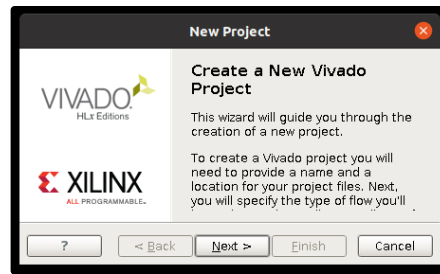 New Project
VIVADO
HLx Editions
XILINX
ALL PROGRAMMABLE
Create a New Vivado
Project
This wizard will guide you through the
creation of a new project.
To create a Vivado project you will
need to provide a name and a
location for your project files. Next,
you will specify the type of flow you'll
? < Back Next > Finish Cancel